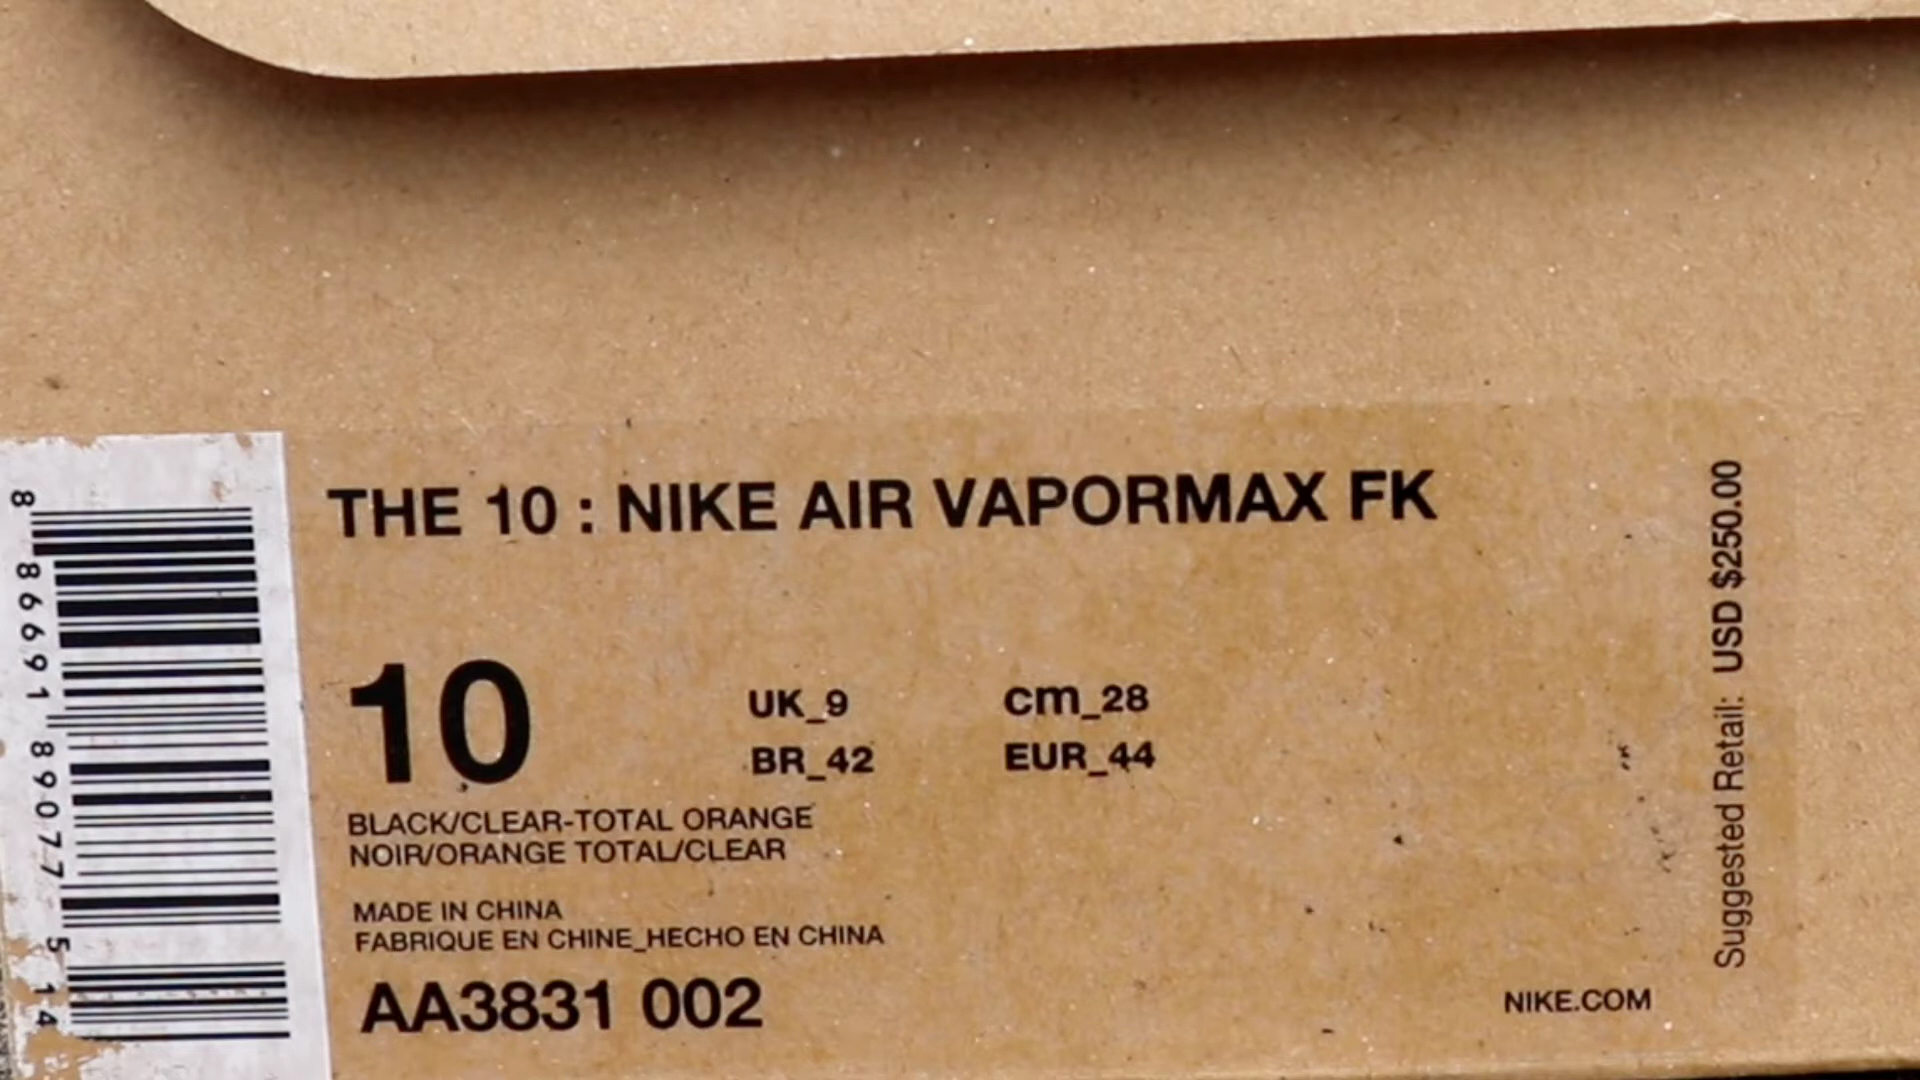 THE 10 : NIKE AIR VAPORMAX FK
10
UK_9 cm_28
BR_42 EUR_44
BLACK/CLEAR-TOTAL ORANGE
NOIR/ORANGE TOTAL/CLEAR
MADE IN CHINA
FABRIQUE EN CHINE_HECHO EN CHINA
AA3831 002
NIKE.COM
Suggested Retail: USD $250.00
8 86691 89077 5 14